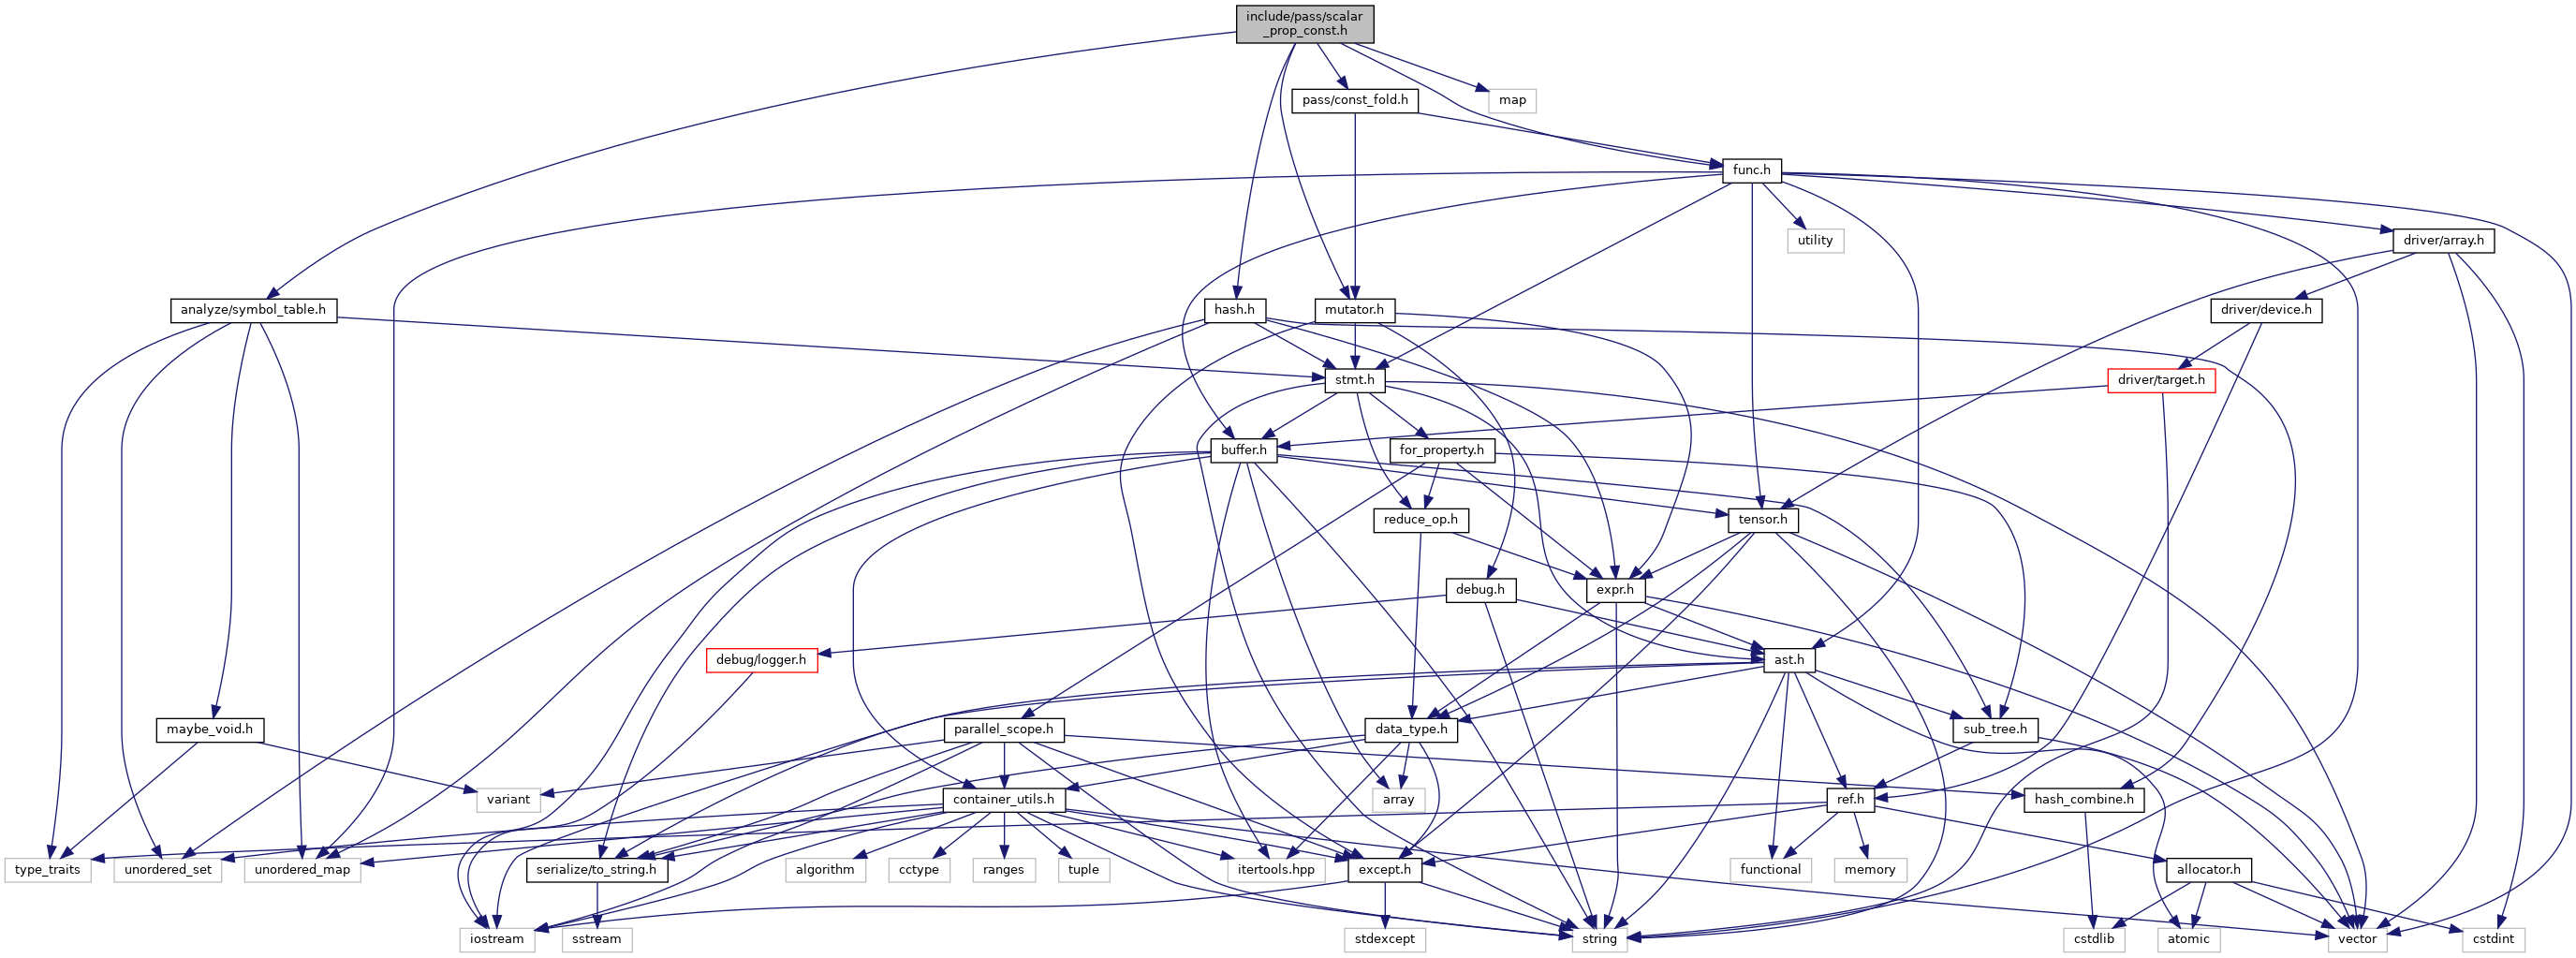 include/pass/scalar
_prop_const.h
pass/const_fold.h
map
func.h
utility
driver/array.h
analyze/symbol_table.h
hash.h
mutator.h
driver/device.h
stmt.h
driver/target.h
buffer.h
for_property.h
reduce_op.h
tensor.h
debug.h
expr.h
debug/logger.h
ast.h
maybe_void.h
parallel_scope.h
data_type.h
sub_tree.h
variant
container_utils.h
array
ref.h
hash_combine.h
type_traits
unordered_set
unordered_map
serialize/to_string.h
algorithm
cctype
ranges
tuple
itertools.hpp
except.h
functional
memory
allocator.h
iostream
sstream
stdexcept
string
cstdlib
atomic
vector
cstdint